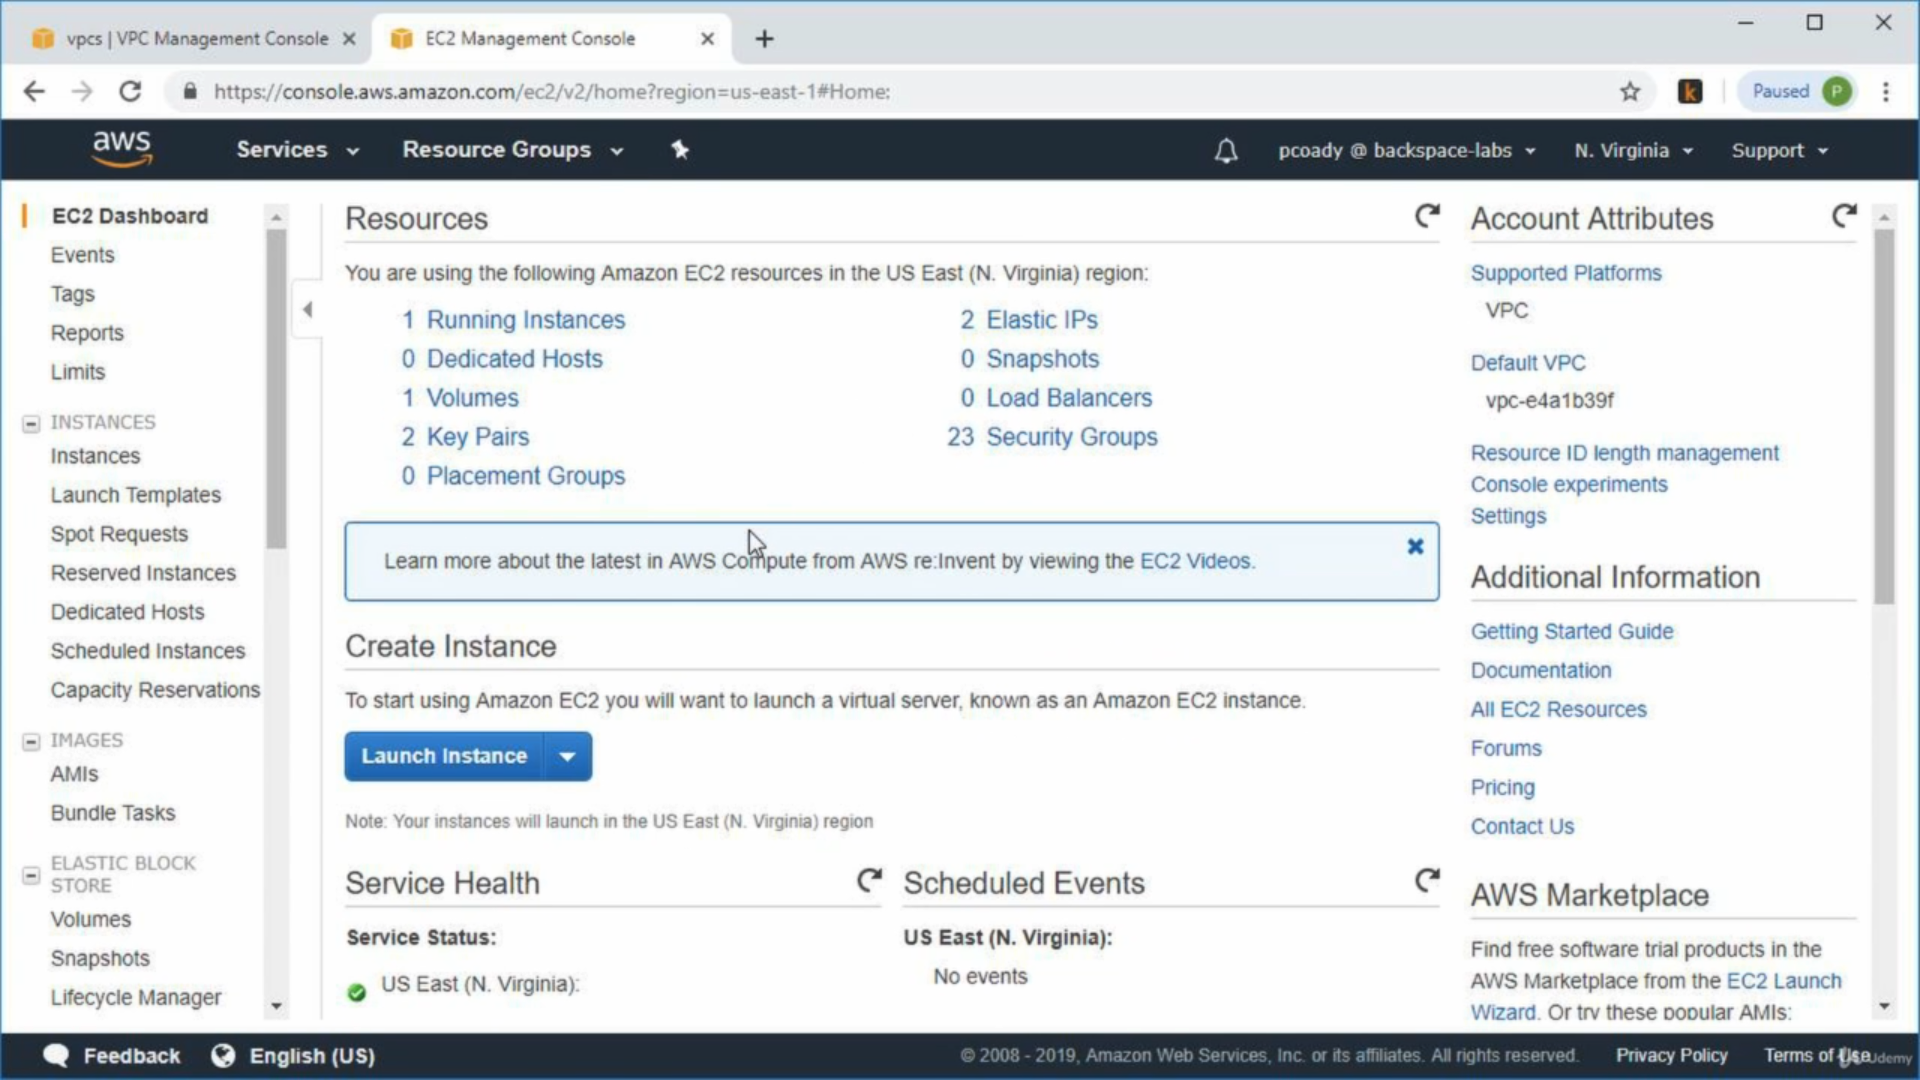 vpcs | VPC Management Console
EC2 Management Console
https://console.aws.amazon.com/ec2/v2/home?region=us-east-1#Home:
k
Paused
P
aws
Services
Resource Groups
pcoady @ backspace-labs
N. Virginia
Support
EC2 Dashboard
Events
Tags
Reports
Limits
INSTANCES
Instances
Launch Templates
Spot Requests
Reserved Instances
Dedicated Hosts
Scheduled Instances
Capacity Reservations
IMAGES
AMIs
Bundle Tasks
ELASTIC BLOCK
STORE
Volumes
Snapshots
Lifecycle Manager
Resources
You are using the following Amazon EC2 resources in the US East (N. Virginia) region:
1 Running Instances
0 Dedicated Hosts
1 Volumes
2 Key Pairs
0 Placement Groups
2 Elastic IPs
0 Snapshots
0 Load Balancers
23 Security Groups
Learn more about the latest in AWS Compute from AWS re:Invent by viewing the EC2 Videos.
Create Instance
To start using Amazon EC2 you will want to launch a virtual server, known as an Amazon EC2 instance.
Launch Instance
Note: Your instances will launch in the US East (N. Virginia) region
Service Health
Service Status:
US East (N. Virginia):
Scheduled Events
US East (N. Virginia):
No events
Account Attributes
Supported Platforms
VPC
Default VPC
vpc-e4a1b39f
Resource ID length management
Console experiments
Settings
Additional Information
Getting Started Guide
Documentation
All EC2 Resources
Forums
Pricing
Contact Us
AWS Marketplace
Find free software trial products in the
AWS Marketplace from the EC2 Launch
Wizard. Or try these popular AMIs:
Feedback
English (US)
© 2008 - 2019, Amazon Web Services, Inc. or its affiliates. All rights reserved.
Privacy Policy
Terms of Use
Udemy